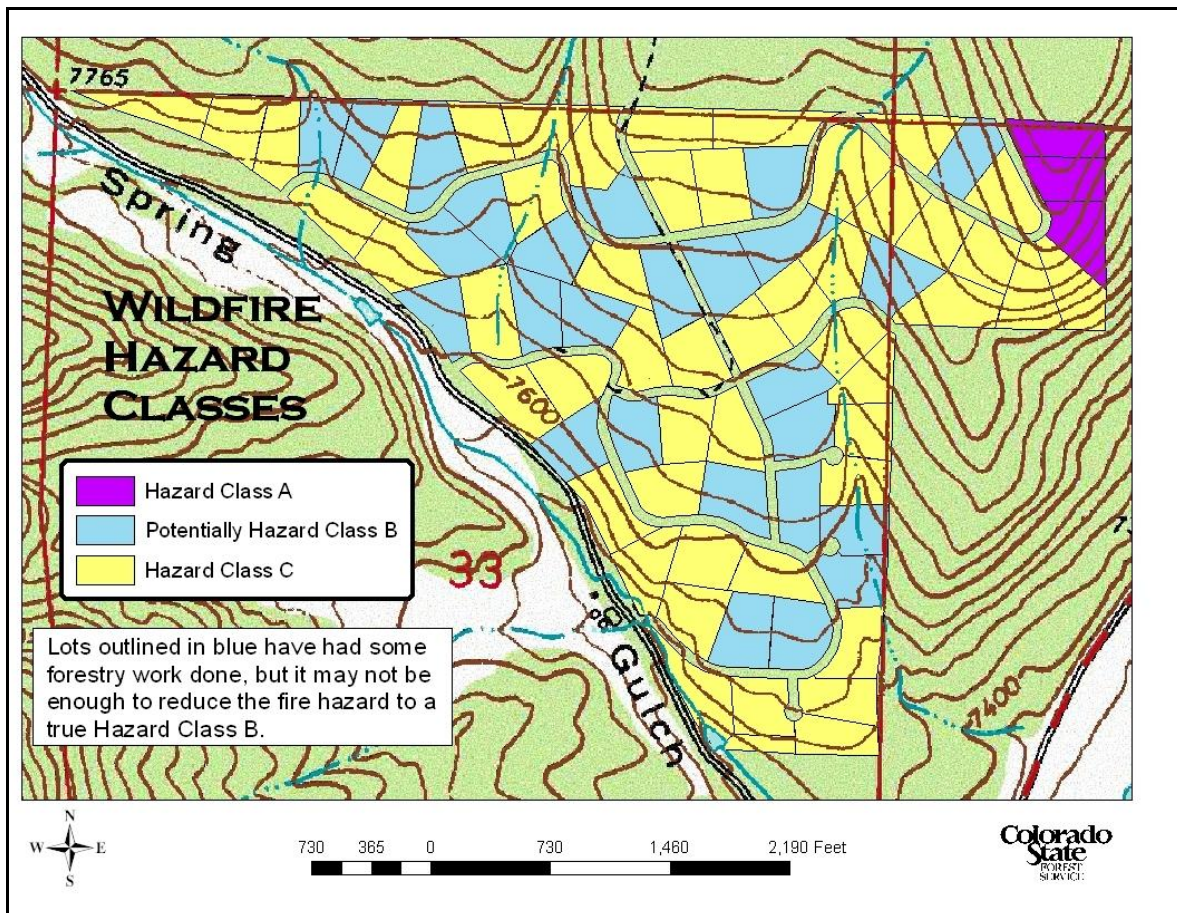 7765
Spring
WILDFIRE
HAZARD
CLASSES
7600
Hazard Class A
Potentially Hazard Class B
Hazard Class C
33
Lots outlined in blue have had some
forestry work done, but it may not be
enough to reduce the fire hazard to a
true Hazard Class B.
Gulch
7400
N
W E
S
730 365 0 730 1,460 2,190 Feet
Colorado
State
FOREST
SERVICE